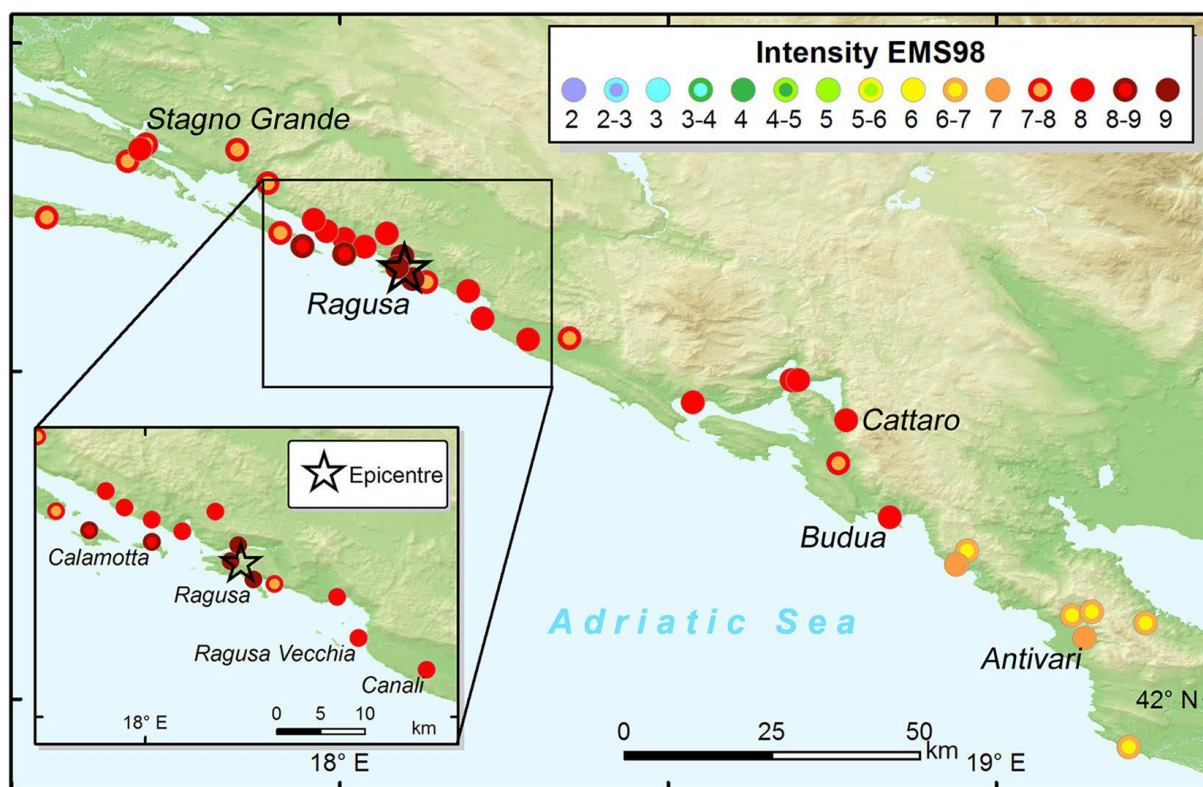 Intensity EMS98
2 2-3 3 3-4 4 4-5 5 5-6 6 6-7 7 7-8 8 8-9 9
Stagno Grande
Ragusa
Cattaro
Budua
Antivari
Adriatic Sea
Epicentre
Calamotta
Ragusa
Ragusa Vecchia
Canali
18° E
0 5 10
km
0 25 50
km
42° N
18° E
19° E